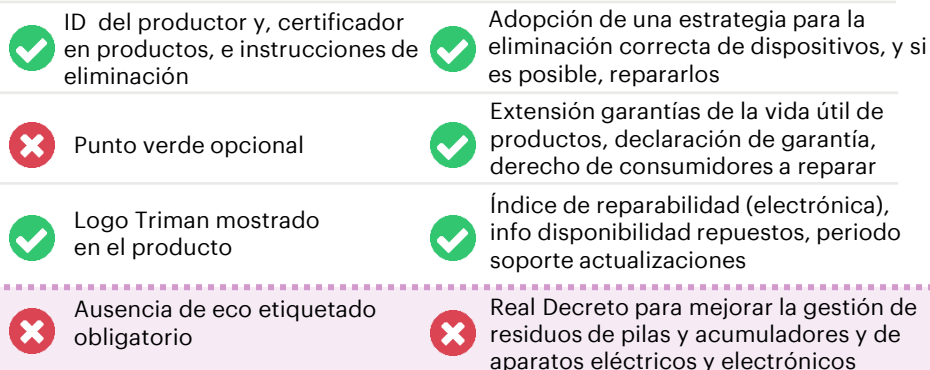 ID del productor y, certificador
en productos, e instrucciones de
eliminación
Adopción de una estrategia para la
eliminación correcta de dispositivos, y si
es posible, repararlos
Punto verde opcional
Extensión garantías de la vida útil de
productos, declaración de garantía,
derecho de consumidores a reparar
Logo Triman mostrado
en el producto
Índice de reparabilidad (electrónica),
info disponibilidad repuestos, periodo
soporte actualizaciones
Ausencia de eco etiquetado
obligatorio
Real Decreto para mejorar la gestión de
residuos de pilas y acumuladores y de
aparatos eléctricos y electrónicos